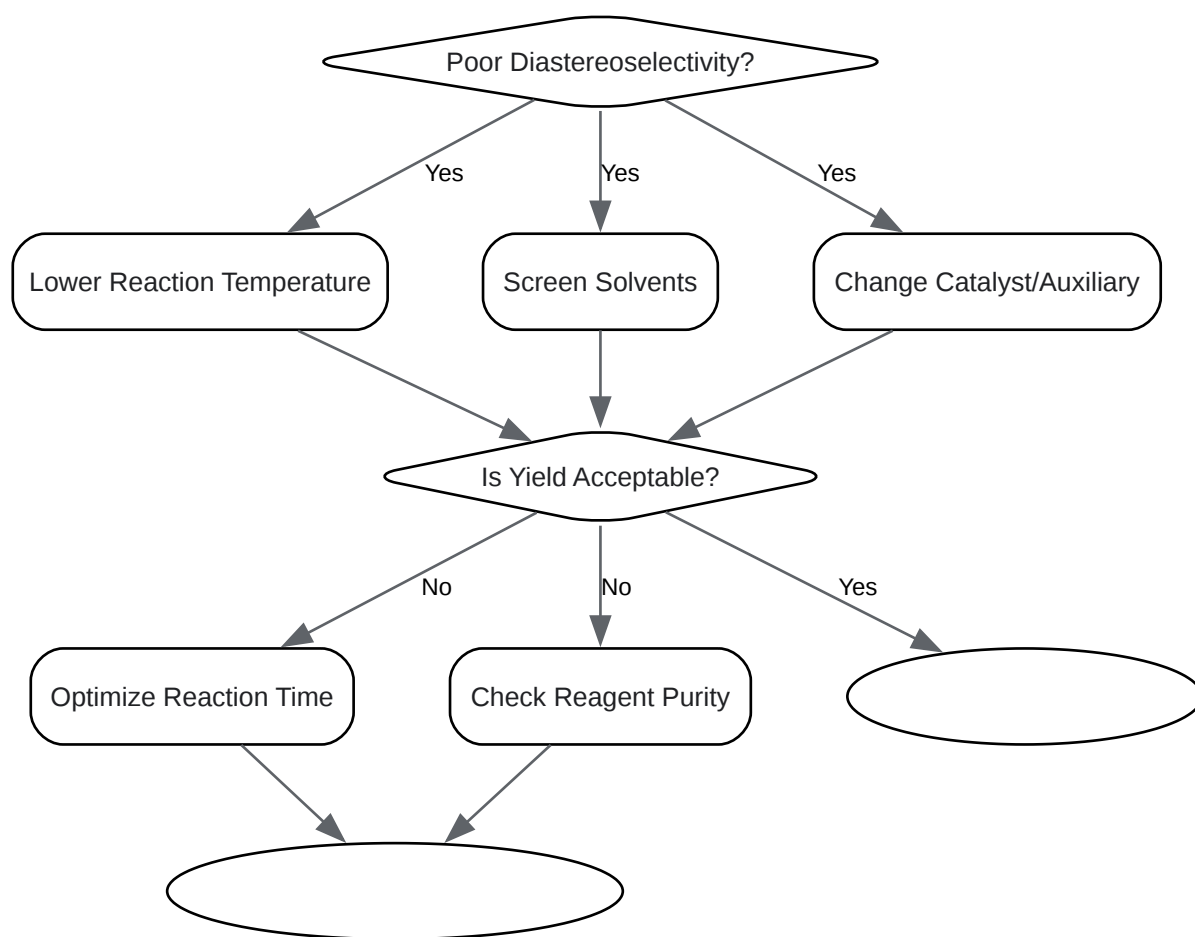 Poor Diastereoselectivity?
Yes
Yes
Yes
Lower Reaction Temperature
Screen Solvents
Change Catalyst/Auxiliary
Is Yield Acceptable?
No
No
Yes
Optimize Reaction Time
Check Reagent Purity